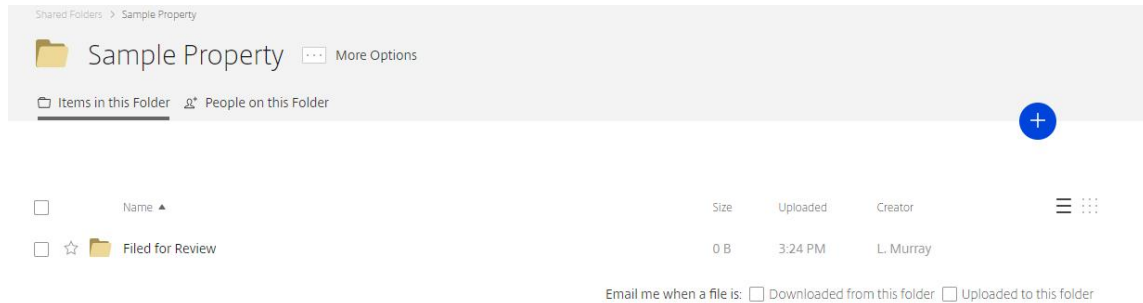 Shared Folders > Sample Property
Sample Property ··· More Options
Items in this Folder People on this Folder
+
Name ▲ Size Uploaded Creator
Filed for Review 0 B 3:24 PM L. Murray
Email me when a file is: Downloaded from this folder Uploaded to this folder